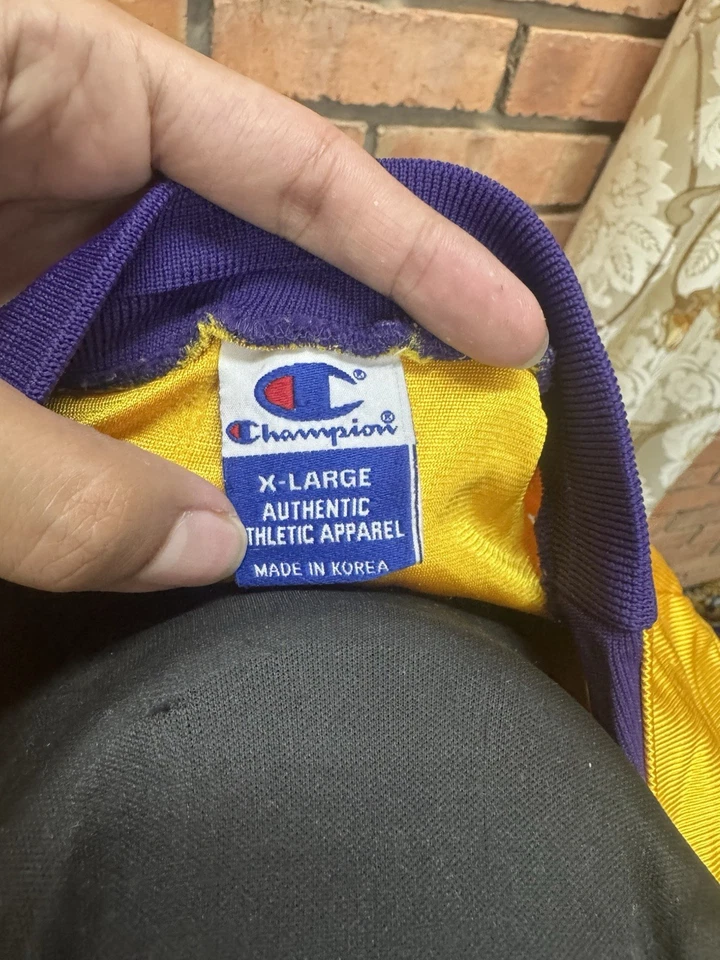 Champion®
X-LARGE
AUTHENTIC
THLETIC APPAREL
MADE IN KOREA